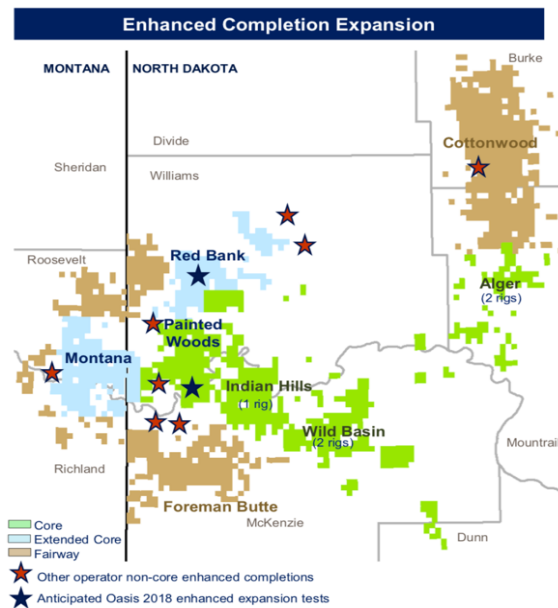 Enhanced Completion Expansion
MONTANA
NORTH DAKOTA
Burke
Cottonwood
Divide
Sheridan
Williams
Red Bank
Roosevelt
Alger
(2 rigs)
Painted
Woods
Montana
Indian Hills
(1 rig)
Wild Basin
(2 rigs)
Mountrail
Richland
Foreman Butte
McKenzie
Dunn
Core
Extended Core
Fairway
Other operator non-core enhanced completions
Anticipated Oasis 2018 enhanced expansion tests